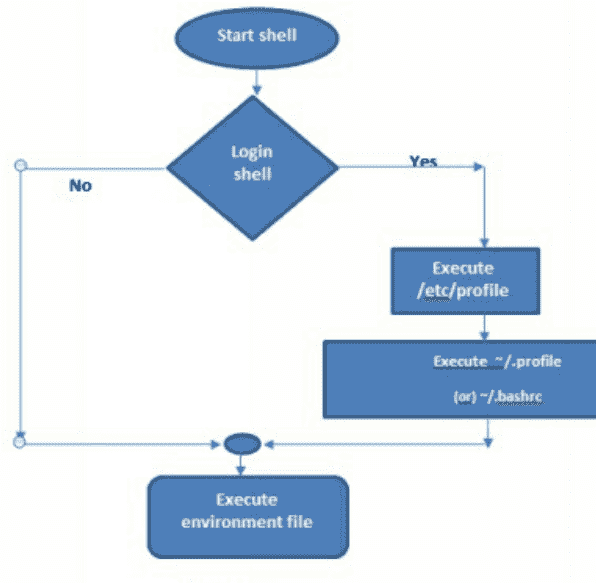 Start shell
Login
shell
Yes
No
Execute
/etc/profile
Execute ~/.profile
(or) ~/.bashrc
Execute
environment file